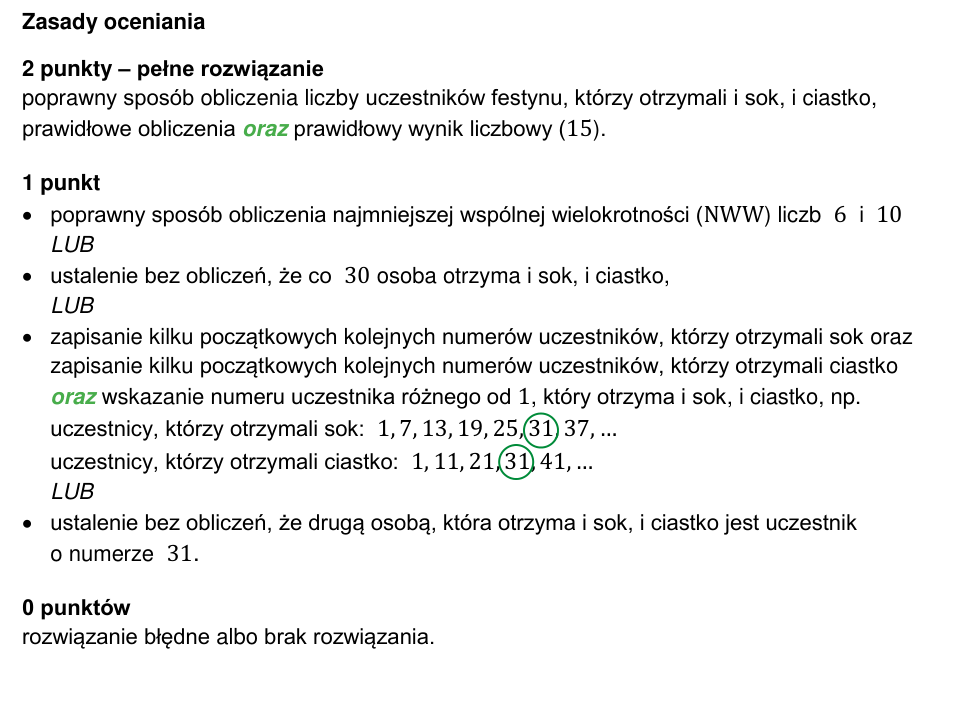 Zasady oceniania
2 punkty – pełne rozwiązanie
poprawny sposób obliczenia liczby uczestników festynu, którzy otrzymali i sok, i ciastko,
prawidłowe obliczenia oraz prawidłowy wynik liczbowy (15).
1 punkt
• poprawny sposób obliczenia najmniejszej wspólnej wielokrotności (NWW) liczb 6 i 10
LUB
• ustalenie bez obliczeń, że co 30 osoba otrzyma i sok, i ciastko,
LUB
• zapisanie kilku początkowych kolejnych numerów uczestników, którzy otrzymali sok oraz
zapisanie kilku początkowych kolejnych numerów uczestników, którzy otrzymali ciastko
oraz wskazanie numeru uczestnika różnego od 1, który otrzyma i sok, i ciastko, np.
uczestnicy, którzy otrzymali sok: 1, 7, 13, 19, 25, 31, 37, …
uczestnicy, którzy otrzymali ciastko: 1, 11, 21, 31, 41, …
LUB
• ustalenie bez obliczeń, że drugą osobą, która otrzyma i sok, i ciastko jest uczestnik
o numerze 31.
0 punktów
rozwiązanie błędne albo brak rozwiązania.